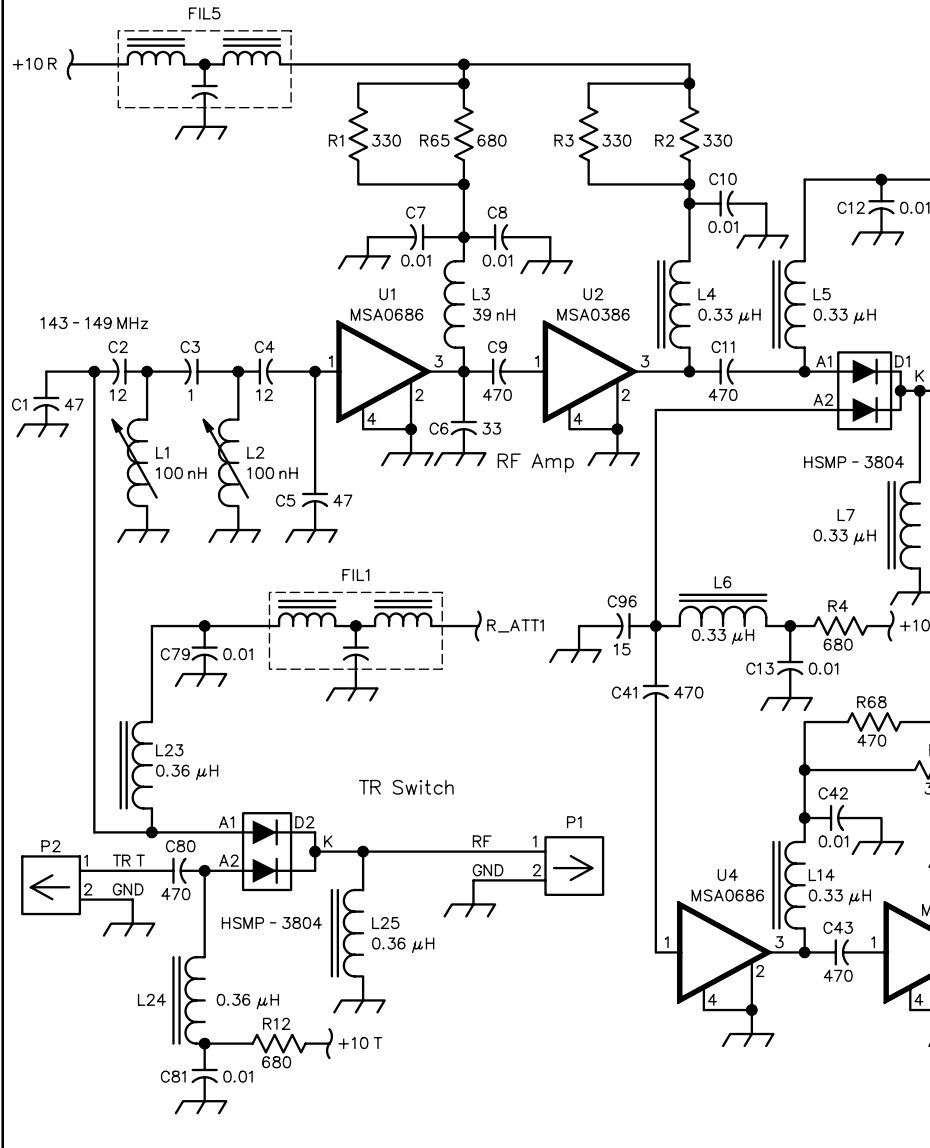 FIL5
+10 R
R1 330 R65 680 R3 330 R2 330
C10
0.01
C12 0.01
C7 C8
0.01 0.01
U1
MSA0686
L3
39 nH
U2
MSA0386
L4
0.33 µH
L5
0.33 µH
143 - 149 MHz
C2 C3 C4
12 1 12
C1 47
1 3 4 2
C9
470
C6 33
1 3 4 2
C11
470
A1 D1
A2 K
RF Amp
HSMP - 3804
L1
100 nH
L2
100 nH
C5 47
L7
0.33 µH
FIL1
R_ATT1
C79 0.01
C96
15
L6
0.33 µH
R4
680
+10
C13 0.01
C41 470
R68
470
L23
0.36 µH
TR Switch
C42
0.01
P2
1 TR T
2 GND
C80
470
A1 D2
A2 K
HSMP - 3804
RF 1
GND 2
P1
L25
0.36 µH
U4
MSA0686
L14
0.33 µH
1 3 4 2
C43
470
1
4
L24 0.36 µH
R12
680
+10 T
C81 0.01